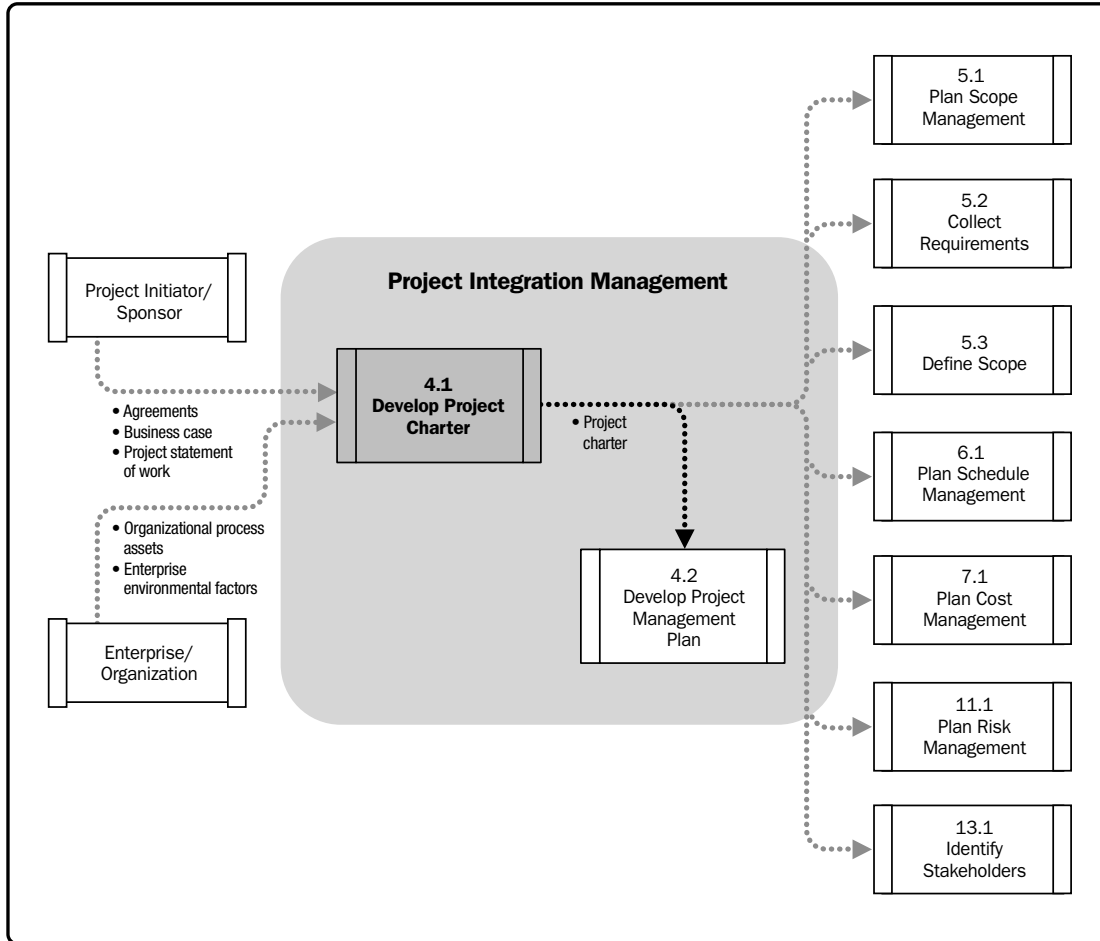 Project Initiator/
Sponsor
• Agreements
• Business case
• Project statement
of work
• Organizational process
assets
• Enterprise
environmental factors
Enterprise/
Organization
Project Integration Management
4.1
Develop Project
Charter
• Project
charter
4.2
Develop Project
Management
Plan
5.1
Plan Scope
Management
5.2
Collect
Requirements
5.3
Define Scope
6.1
Plan Schedule
Management
7.1
Plan Cost
Management
11.1
Plan Risk
Management
13.1
Identify
Stakeholders